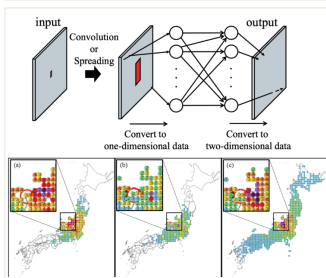 input
output
Convolution
or
Spreading
Convert to
one-dimensional data
Convert to
two-dimensional data
(a)
(b)
(c)